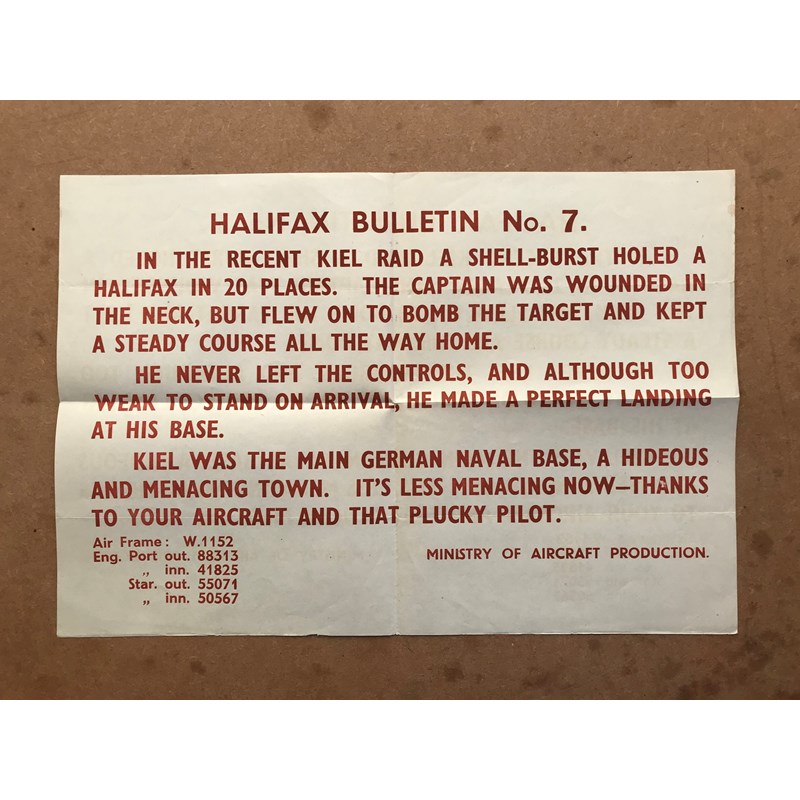 HALIFAX BULLETIN No. 7.
IN THE RECENT KIEL RAID A SHELL-BURST HOLED A
HALIFAX IN 20 PLACES. THE CAPTAIN WAS WOUNDED IN
THE NECK, BUT FLEW ON TO BOMB THE TARGET AND KEPT
A STEADY COURSE ALL THE WAY HOME.
HE NEVER LEFT THE CONTROLS, AND ALTHOUGH TOO
WEAK TO STAND ON ARRIVAL, HE MADE A PERFECT LANDING
AT HIS BASE.
KIEL WAS THE MAIN GERMAN NAVAL BASE, A HIDEOUS
AND MENACING TOWN. IT'S LESS MENACING NOW—THANKS
TO YOUR AIRCRAFT AND THAT PLUCKY PILOT.
Air Frame: W.1152
Eng. Port out. 88313
„ inn. 41825
Star. out. 55071
„ inn. 50567
MINISTRY OF AIRCRAFT PRODUCTION.